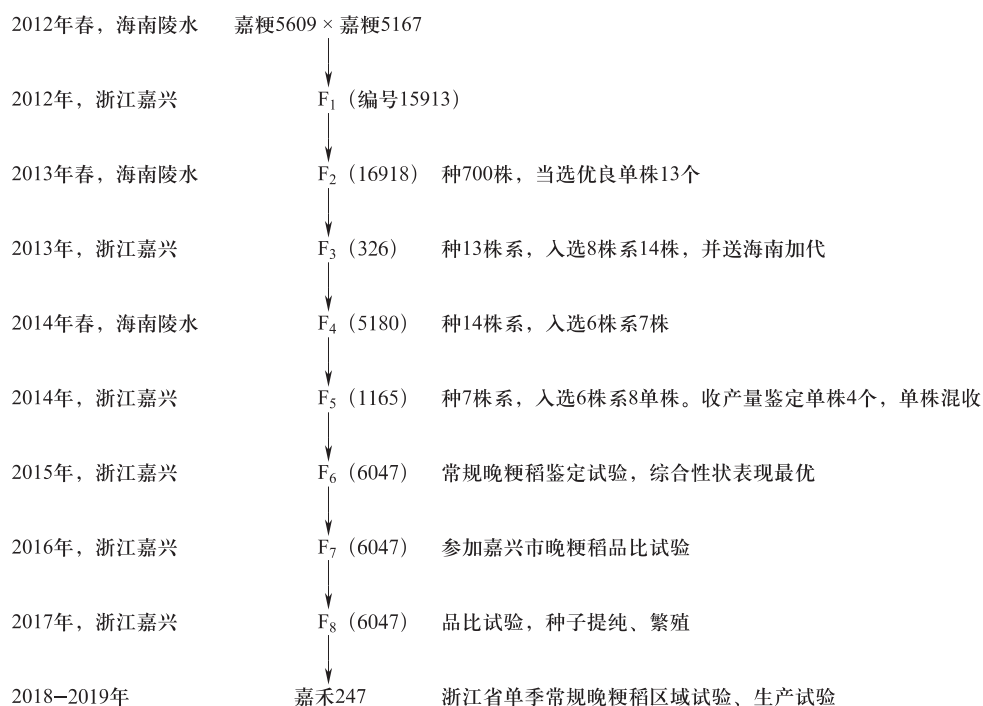 2012年春，海南陵水 嘉粳5609 × 嘉粳5167
2012年，浙江嘉兴 F₁（编号15913）
2013年春，海南陵水 F₂（16918） 种700株，当选优良单株13个
2013年，浙江嘉兴 F₃（326） 种13株系，入选8株系14株，并送海南加代
2014年春，海南陵水 F₄（5180） 种14株系，入选6株系7株
2014年，浙江嘉兴 F₅（1165） 种7株系，入选6株系8单株。收产量鉴定单株4个，单株混收
2015年，浙江嘉兴 F₆（6047） 常规晚粳稻鉴定试验，综合性状表现最优
2016年，浙江嘉兴 F₇（6047） 参加嘉兴市晚粳稻品比试验
2017年，浙江嘉兴 F₈（6047） 品比试验，种子提纯、繁殖
2018–2019年 嘉禾247 浙江省单季常规晚粳稻区域试验、生产试验